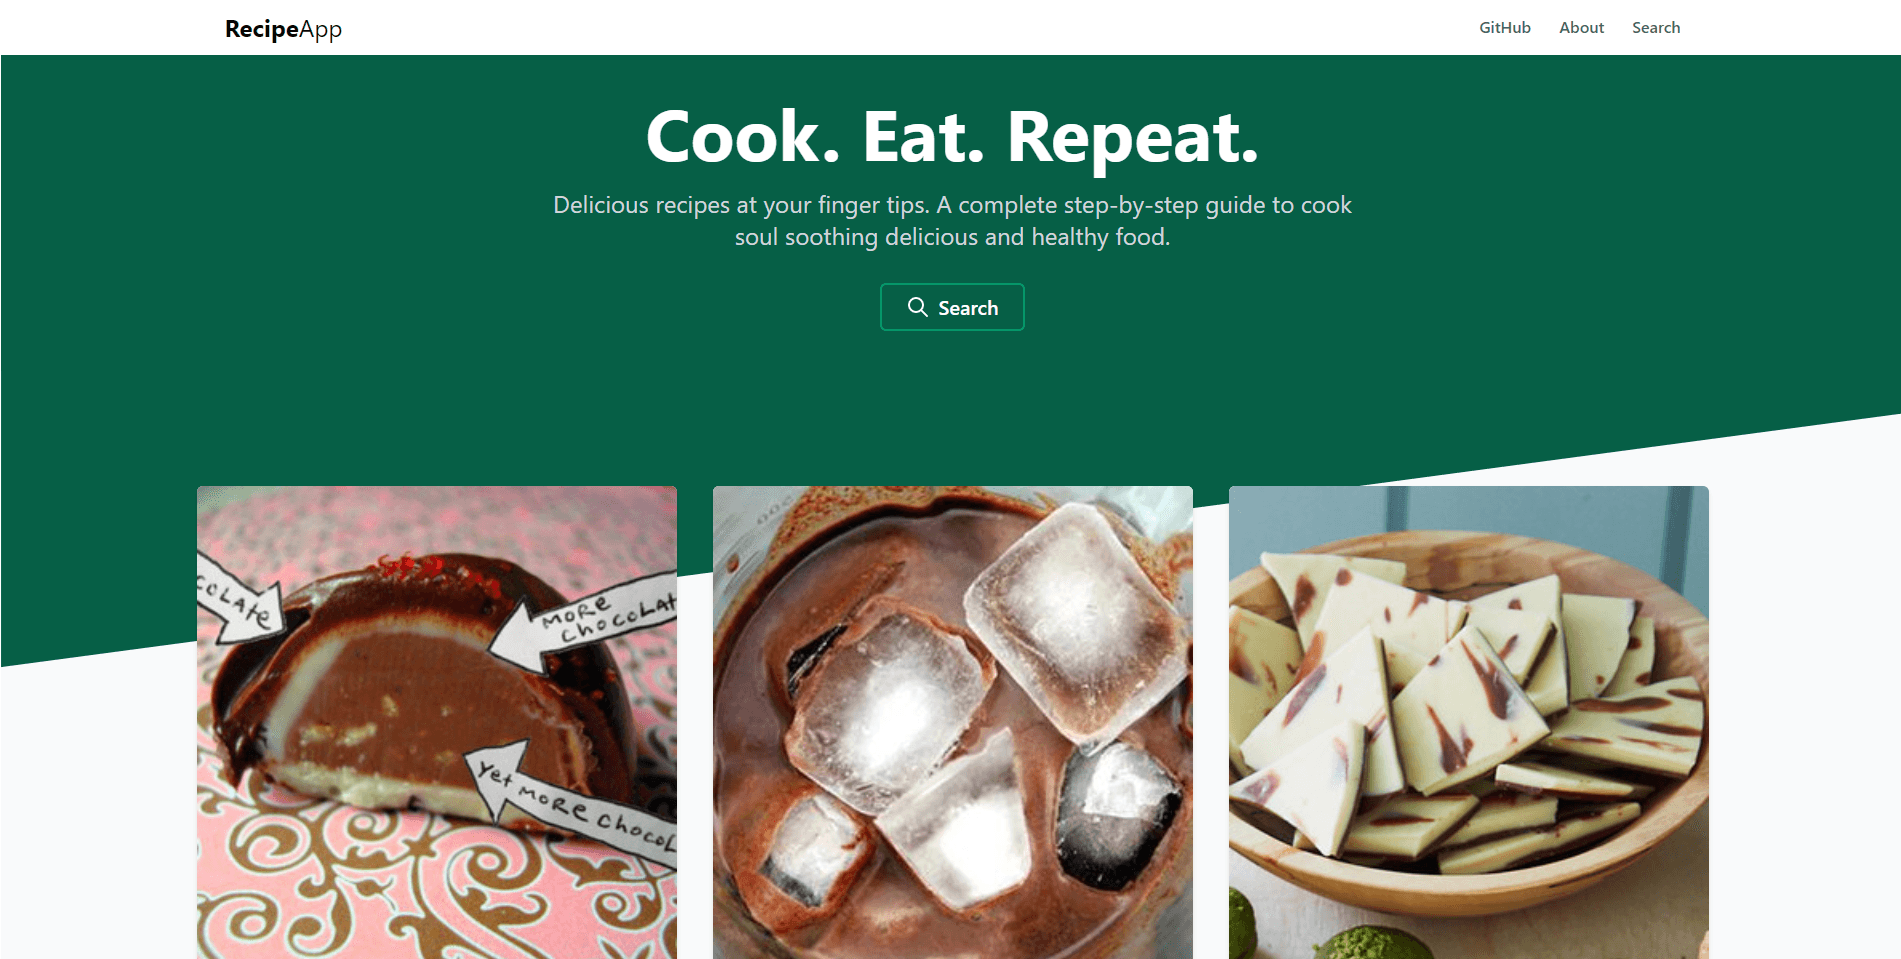 RecipeApp
GitHub About Search
Cook. Eat. Repeat.
Delicious recipes at your finger tips. A complete step-by-step guide to cook
soul soothing delicious and healthy food.
Search
MORE
CHOCOLAT
COLATE
Yet MORE CHOCOL